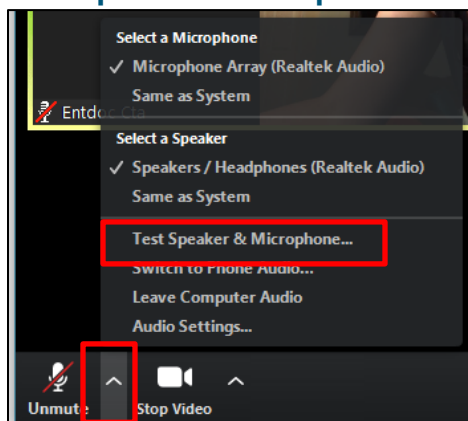 Select a Microphone
✓ Microphone Array (Realtek Audio)
Same as System
Entdoc Cta
Select a Speaker
✓ Speakers / Headphones (Realtek Audio)
Same as System
Test Speaker & Microphone...
Switch to Phone Audio...
Leave Computer Audio
Audio Settings...
Unmute
Stop Video